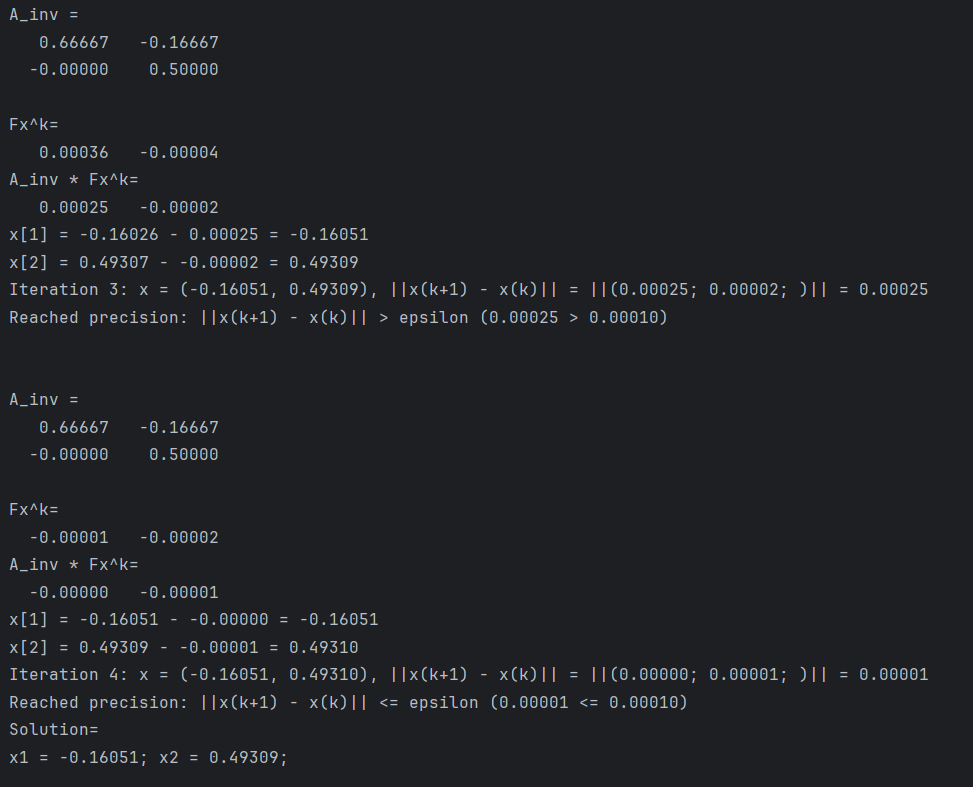 A_inv =
0.66667 -0.16667
-0.00000 0.50000
Fx^k=
0.00036 -0.00004
A_inv * Fx^k=
0.00025 -0.00002
x[1] = -0.16026 - 0.00025 = -0.16051
x[2] = 0.49307 - -0.00002 = 0.49309
Iteration 3: x = (-0.16051, 0.49309), ||x(k+1) - x(k)|| = ||(0.00025; 0.00002; )|| = 0.00025
Reached precision: ||x(k+1) - x(k)|| > epsilon (0.00025 > 0.00010)
A_inv =
0.66667 -0.16667
-0.00000 0.50000
Fx^k=
-0.00001 -0.00002
A_inv * Fx^k=
-0.00000 -0.00001
x[1] = -0.16051 - -0.00000 = -0.16051
x[2] = 0.49309 - -0.00001 = 0.49310
Iteration 4: x = (-0.16051, 0.49310), ||x(k+1) - x(k)|| = ||(0.00000; 0.00001; )|| = 0.00001
Reached precision: ||x(k+1) - x(k)|| <= epsilon (0.00001 <= 0.00010)
Solution=
x1 = -0.16051; x2 = 0.49309;